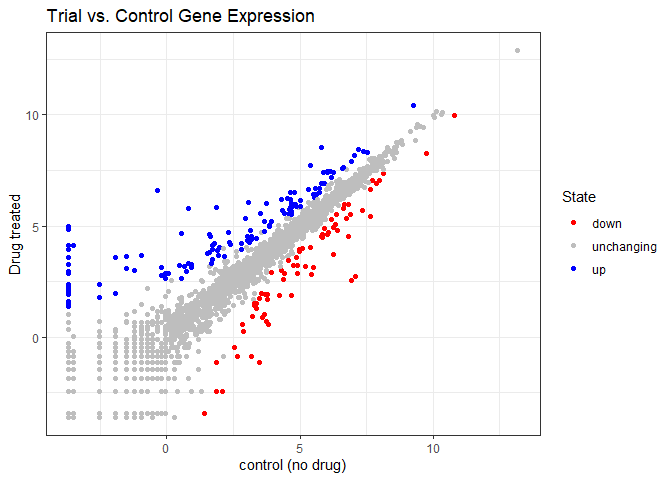 Trial vs. Control Gene Expression
Drug treated
10
5
0
0
5
10
control (no drug)
State
down
unchanging
up